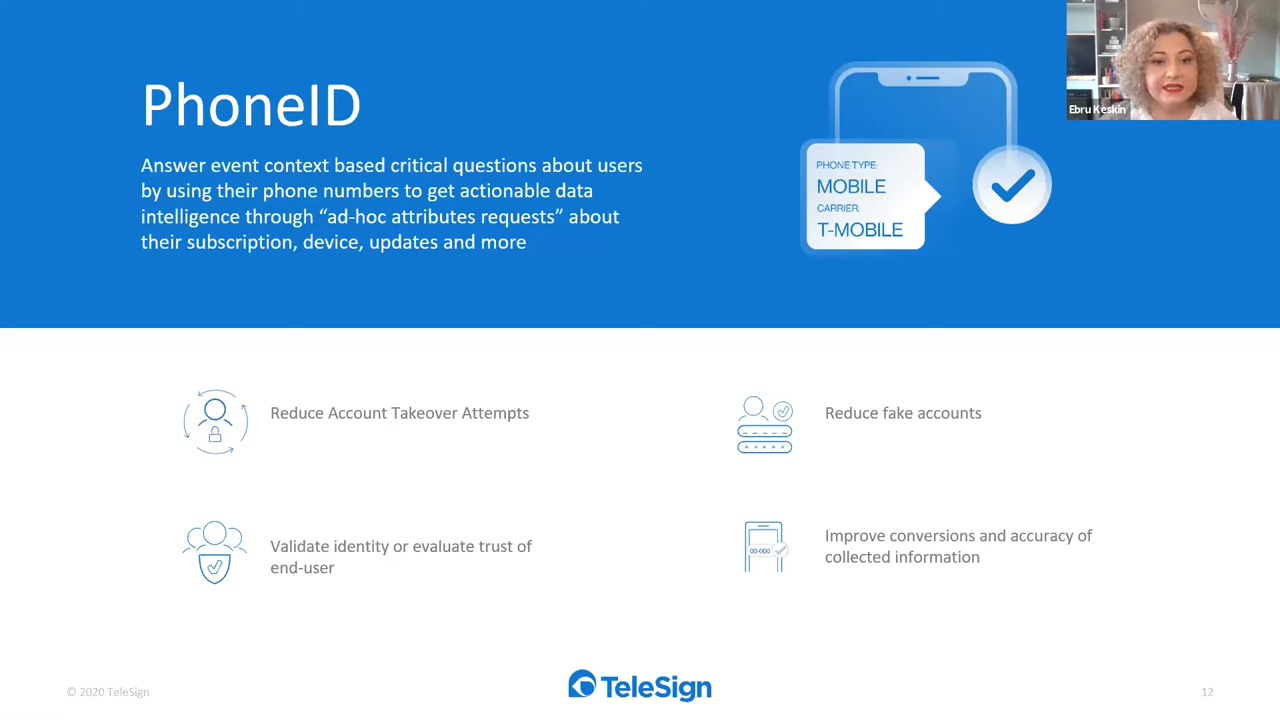 PhoneID
Answer event context based critical questions about users
by using their phone numbers to get actionable data
intelligence through “ad-hoc attributes requests” about
their subscription, device, updates and more
PHONE TYPE:
MOBILE
CARRIER:
T-MOBILE
Ebru Keskin
Reduce Account Takeover Attempts
Reduce fake accounts
Validate identity or evaluate trust of
end-user
00-000
Improve conversions and accuracy of
collected information
© 2020 TeleSign
TeleSign
12